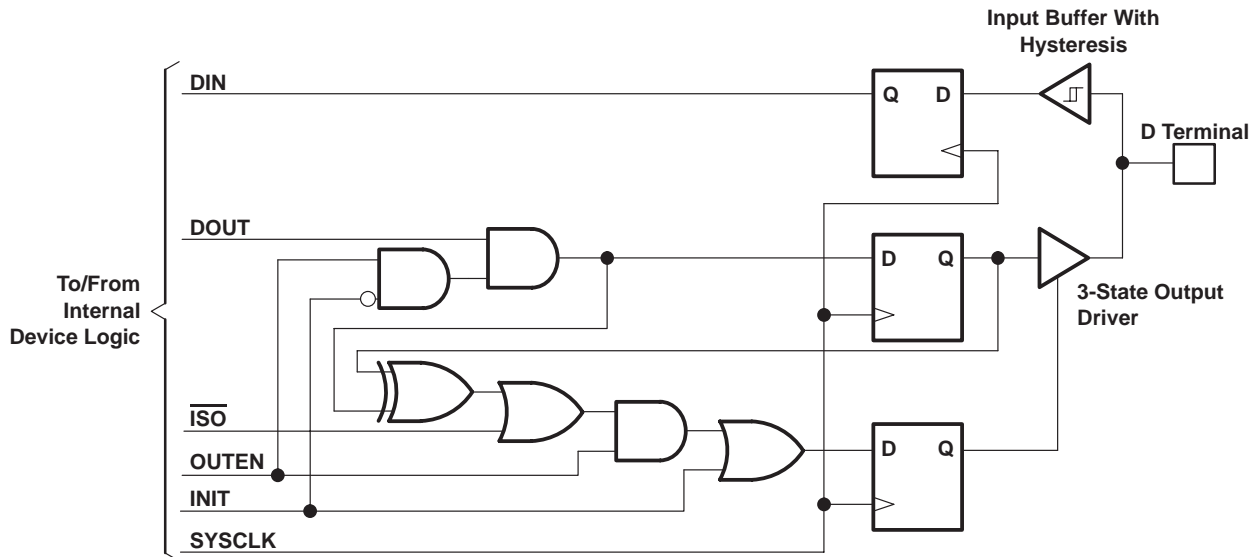 Input Buffer With
Hysteresis
DIN
Q D
D Terminal
DOUT
D Q
To/From
Internal
Device Logic
3-State Output
Driver
ISO
OUTEN
D Q
INIT
SYSCLK